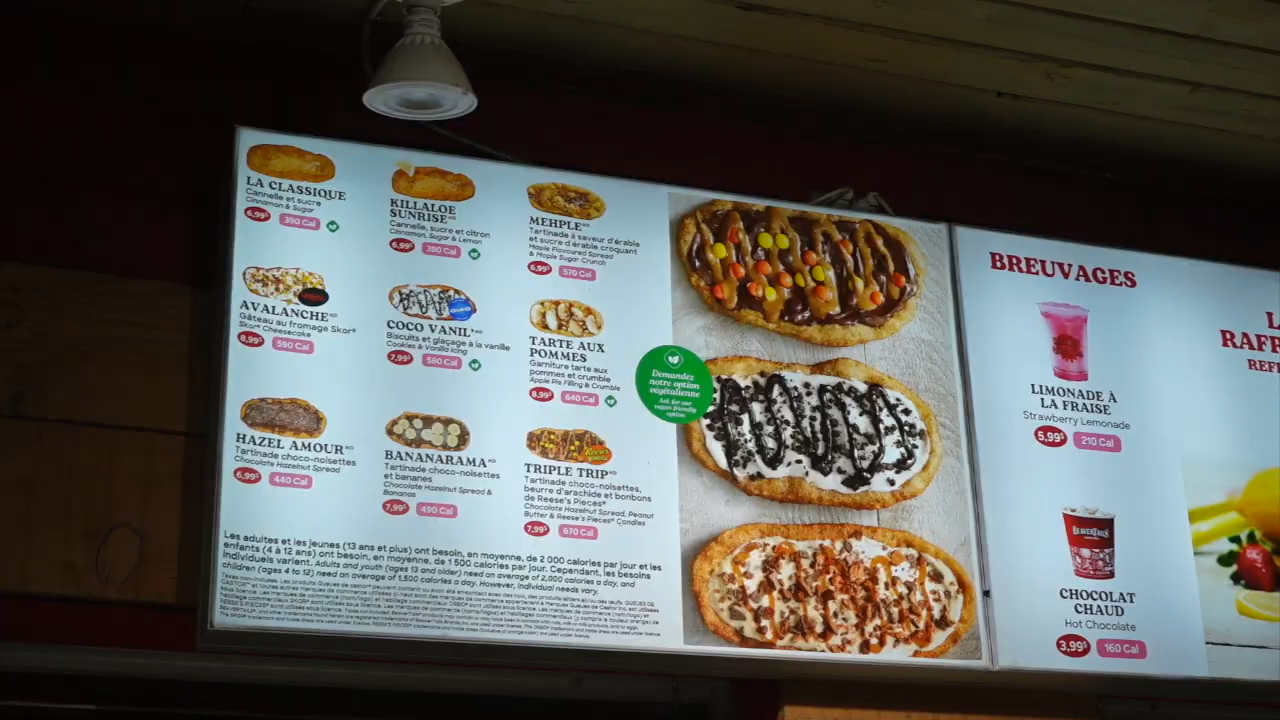 LA CLASSIQUE
Cannelle et sucre
Cinnamon & Sugar
6,99$ 390 Cal
KILLALOE
SUNRISE
Cannelle, sucre et citron
Cinnamon, Sugar & Lemon
6,99$ 390 Cal
MEHPLE
Tartinade à saveur d'érable
et sucre d'érable croquant
Maple Flavoured Spread
& Maple Sugar Crunch
6,99$ 570 Cal
AVALANCHE
Gâteau au fromage Skor
Skor Cheesecake
8,99$ 590 Cal
COCO VANIL'
Biscuits et glaçage à la vanille
Cookies & Vanilla Icing
7,99$ 580 Cal
TARTE AUX
POMMES
Garniture tarte aux
pommes et crumble
Apple Pie Filling & Crumble
8,99$ 640 Cal
HAZEL AMOUR
Tartinade choco-noisettes
Chocolate Hazelnut Spread
6,99$ 440 Cal
BANANARAMA
Tartinade choco-noisettes
et bananes
Chocolate Hazelnut Spread &
Bananas
7,99$ 490 Cal
Reese's
TRIPLE TRIP
Tartinade choco-noisettes,
beurre d'arachide et bonbons
de Reese's Pieces
Chocolate Hazelnut Spread, Peanut
Butter & Reese's Pieces Candies
7,99$ 670 Cal
Les adultes et les jeunes (13 ans et plus) ont besoin, en moyenne, de 2 000 calories par jour et les
enfants (4 à 12 ans) ont besoin, en moyenne, de 1 500 calories par jour. Cependant, les besoins
individuels varient. Adults and youth (ages 13 and older) need an average of 2,000 calories a day, and
children (ages 4 to 12) need an average of 1,500 calories a day. However, individual needs vary.
Demandez
notre option
végétalienne
Ask for our
vegan friendly
option
BREUVAGES
LIMONADE À
LA FRAISE
Strawberry Lemonade
5,99$ 210 Cal
BEAVERTAILS
CHOCOLAT
CHAUD
Hot Chocolate
3,99$ 160 Cal